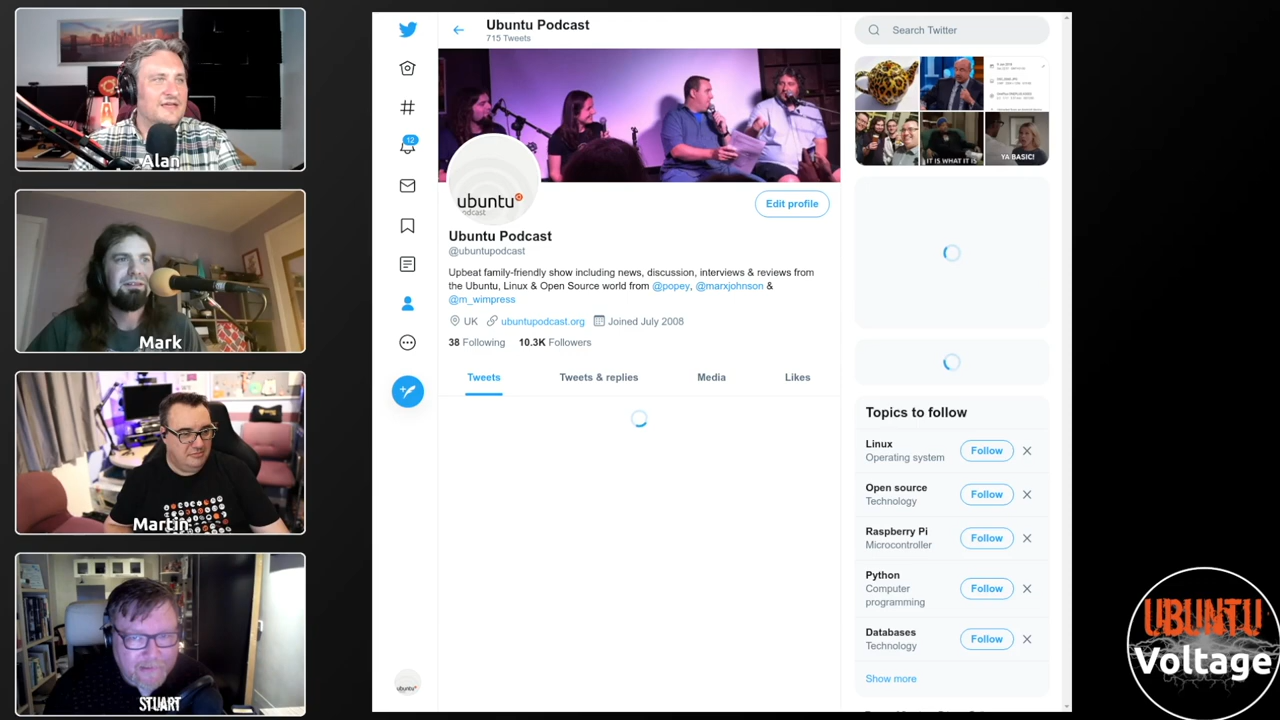 Alan
Mark
Martin
STUART
Ubuntu Podcast
715 Tweets
12
ubuntu
podcast
Edit profile
Ubuntu Podcast
@ubuntupodcast
Upbeat family-friendly show including news, discussion, interviews & reviews from
the Ubuntu, Linux & Open Source world from @popey, @marxjohnson &
@m_wimpress
UK ubuntupodcast.org Joined July 2008
38 Following 10.3K Followers
Tweets Tweets & replies Media Likes
ubuntu
Search Twitter
IT IS WHAT IT IS
YA BASIC!
Topics to follow
Linux
Operating system
Follow
Open source
Technology
Follow
Raspberry Pi
Microcontroller
Follow
Python
Computer
programming
Follow
Databases
Technology
Follow
Show more
UBUNTU
Voltage